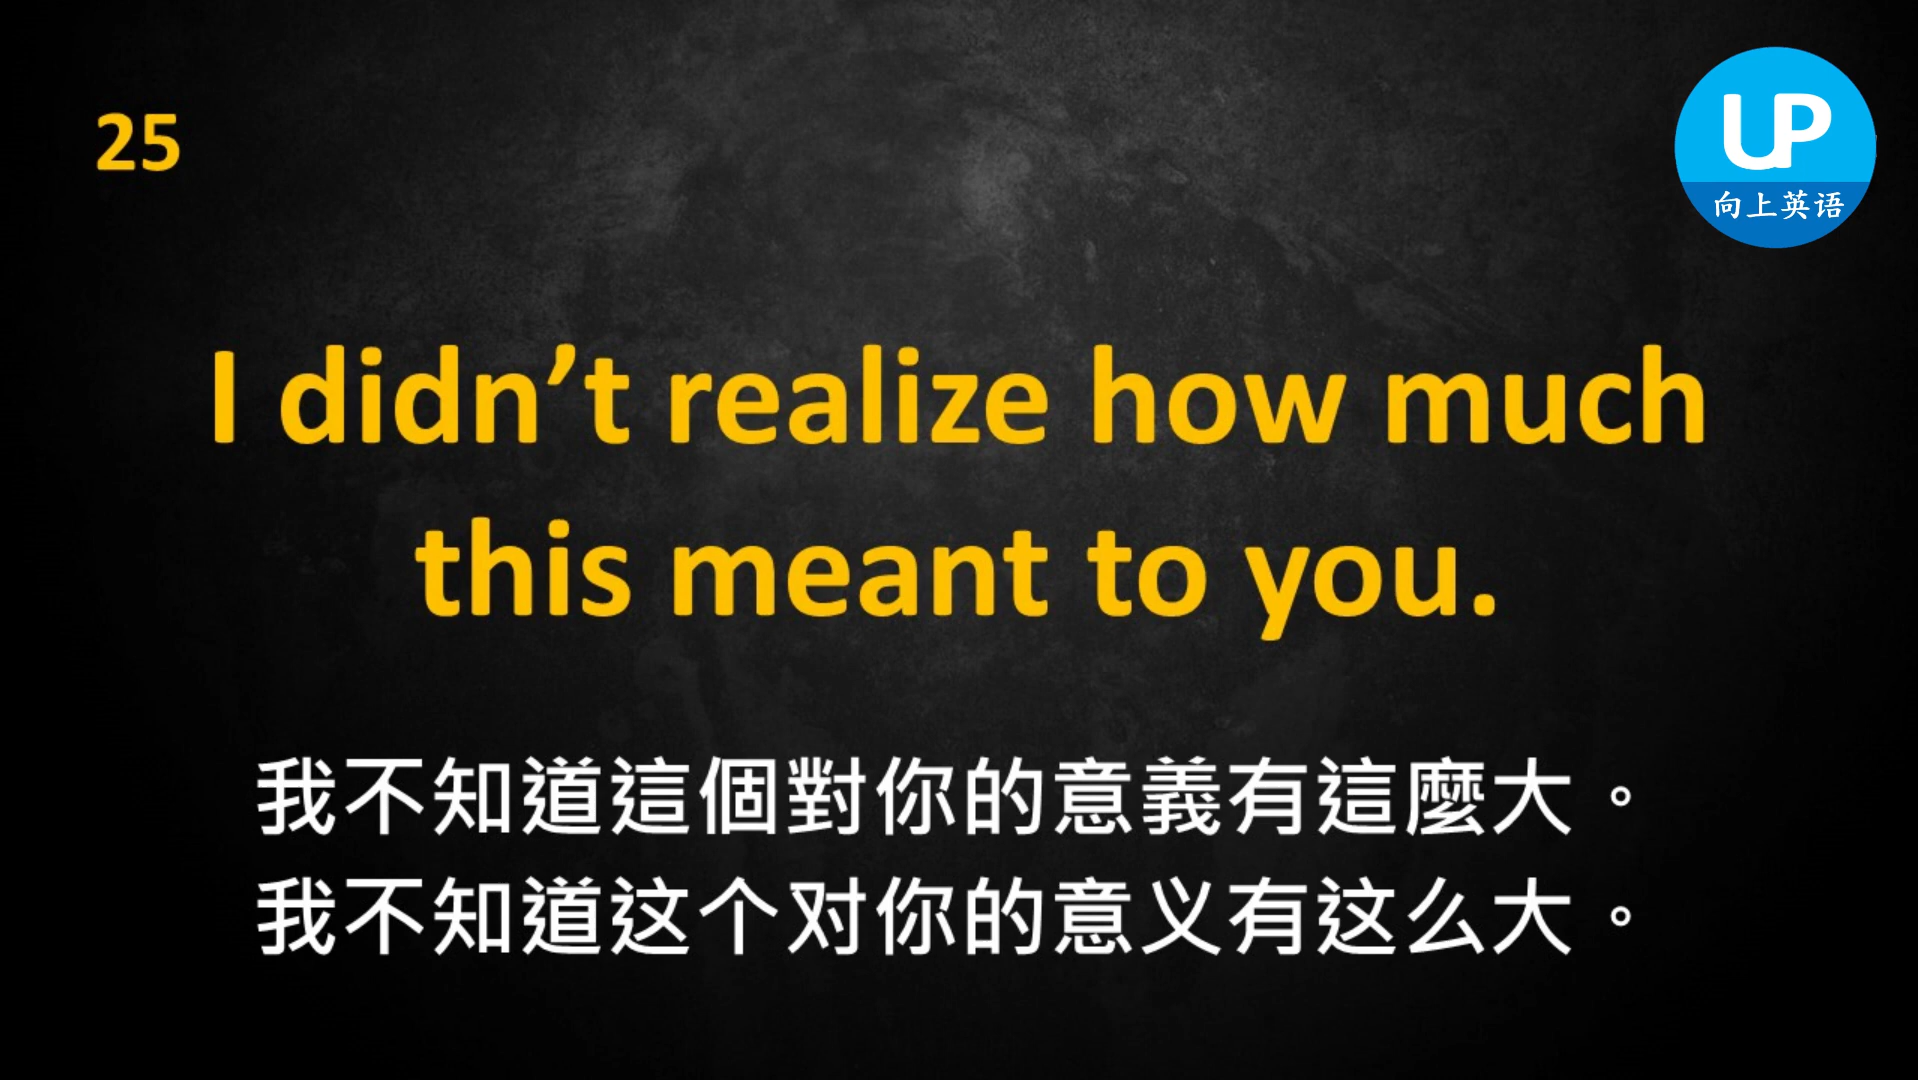 25
UP
向上英语
I didn’t realize how much
this meant to you.
我不知道這個對你的意義有這麼大。
我不知道这个对你的意义有这么大。